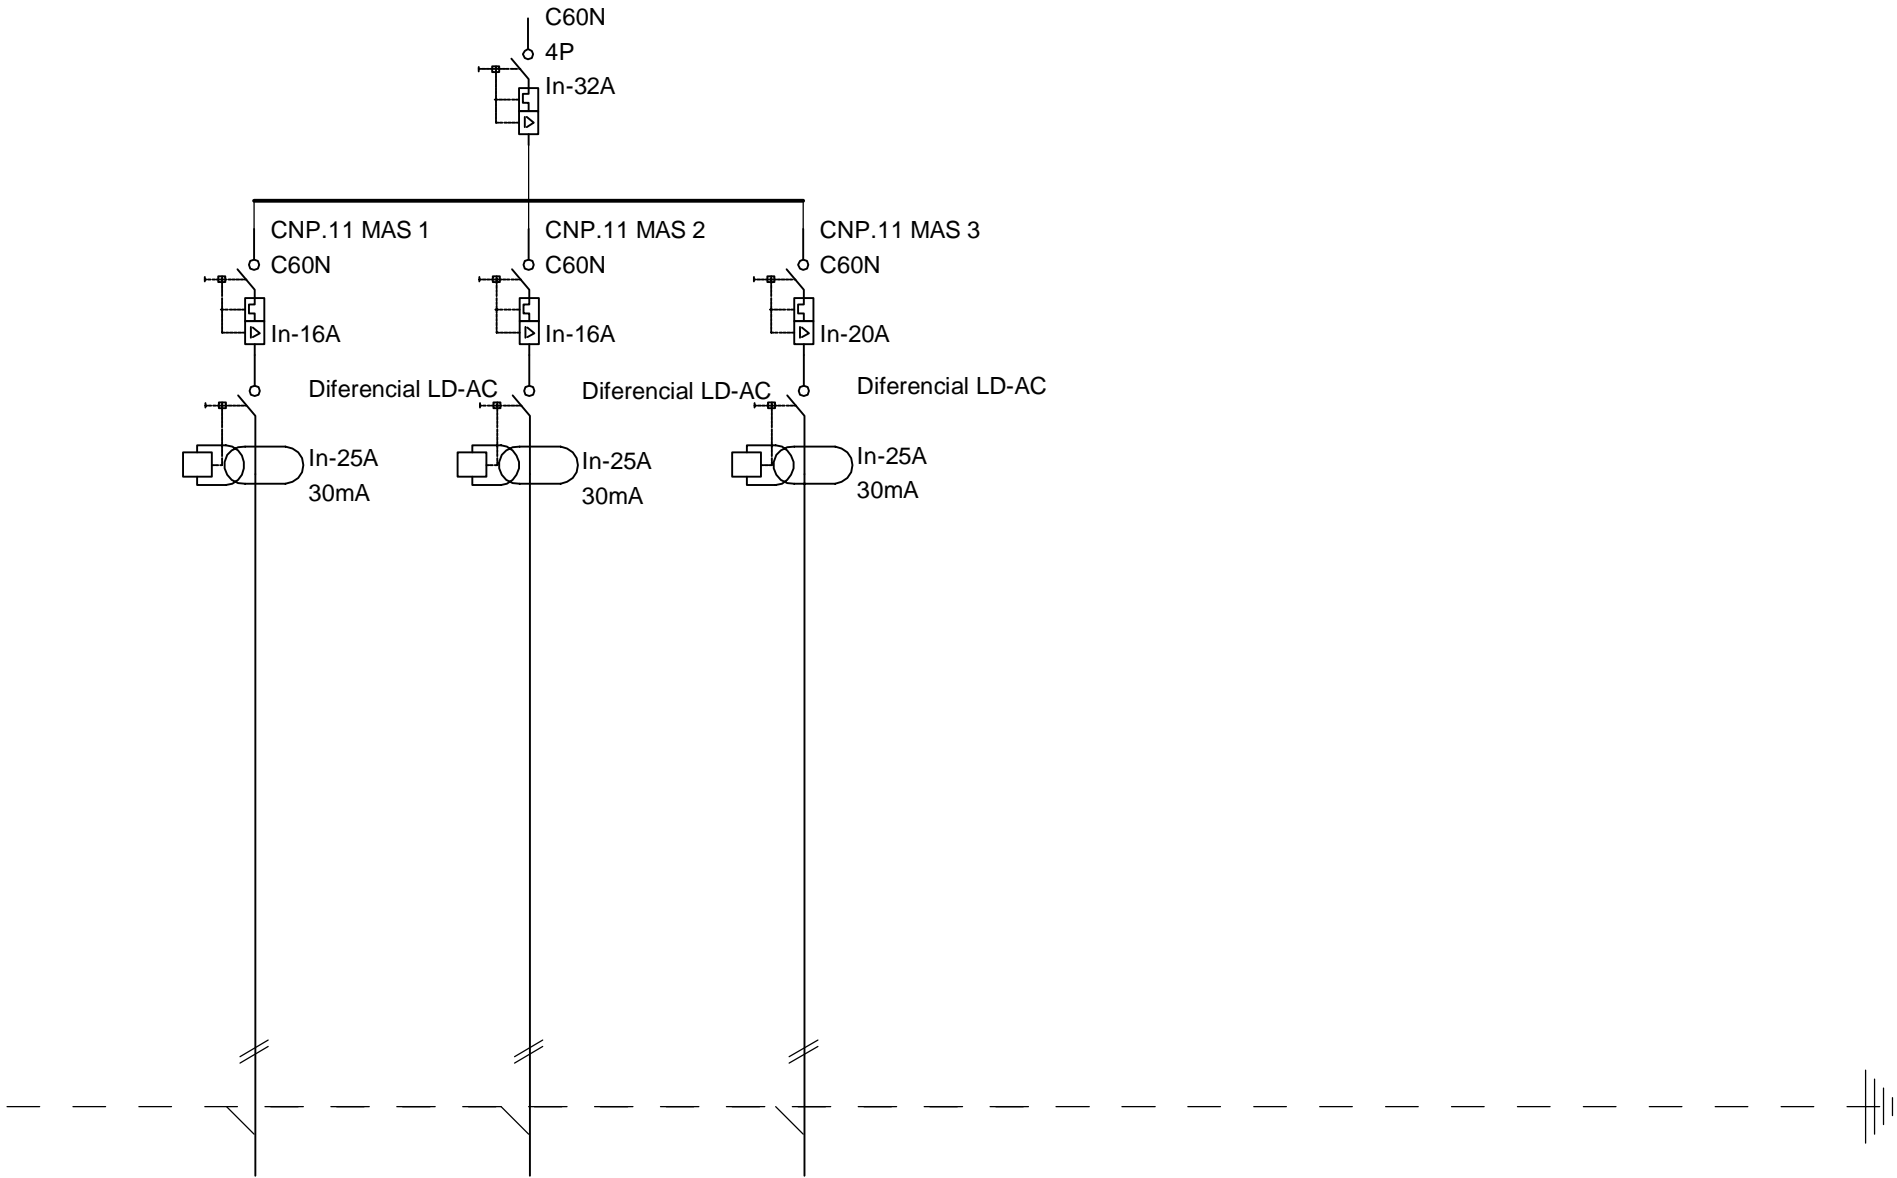 C60N
4P
In-32A
CNP.11 MAS 1
C60N
In-16A
Diferencial LD-AC
In-25A
30mA
CNP.11 MAS 2
C60N
In-16A
Diferencial LD-AC
In-25A
30mA
CNP.11 MAS 3
C60N
In-20A
Diferencial LD-AC
In-25A
30mA